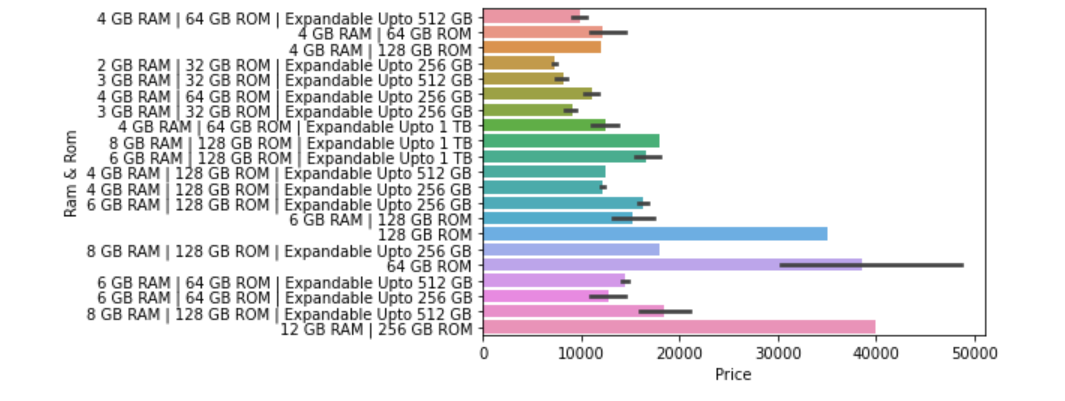 4 GB RAM | 64 GB ROM | Expandable Upto 512 GB
4 GB RAM | 64 GB ROM
4 GB RAM | 128 GB ROM
2 GB RAM | 32 GB ROM | Expandable Upto 256 GB
3 GB RAM | 32 GB ROM | Expandable Upto 512 GB
4 GB RAM | 64 GB ROM | Expandable Upto 256 GB
3 GB RAM | 32 GB ROM | Expandable Upto 256 GB
4 GB RAM | 64 GB ROM | Expandable Upto 1 TB
8 GB RAM | 128 GB ROM | Expandable Upto 1 TB
6 GB RAM | 128 GB ROM | Expandable Upto 1 TB
4 GB RAM | 128 GB ROM | Expandable Upto 512 GB
4 GB RAM | 128 GB ROM | Expandable Upto 256 GB
6 GB RAM | 128 GB ROM | Expandable Upto 256 GB
6 GB RAM | 128 GB ROM
128 GB ROM
8 GB RAM | 128 GB ROM | Expandable Upto 256 GB
64 GB ROM
6 GB RAM | 64 GB ROM | Expandable Upto 512 GB
6 GB RAM | 64 GB ROM | Expandable Upto 256 GB
8 GB RAM | 128 GB ROM | Expandable Upto 512 GB
12 GB RAM | 256 GB ROM
Ram & Rom
0 10000 20000 30000 40000 50000
Price